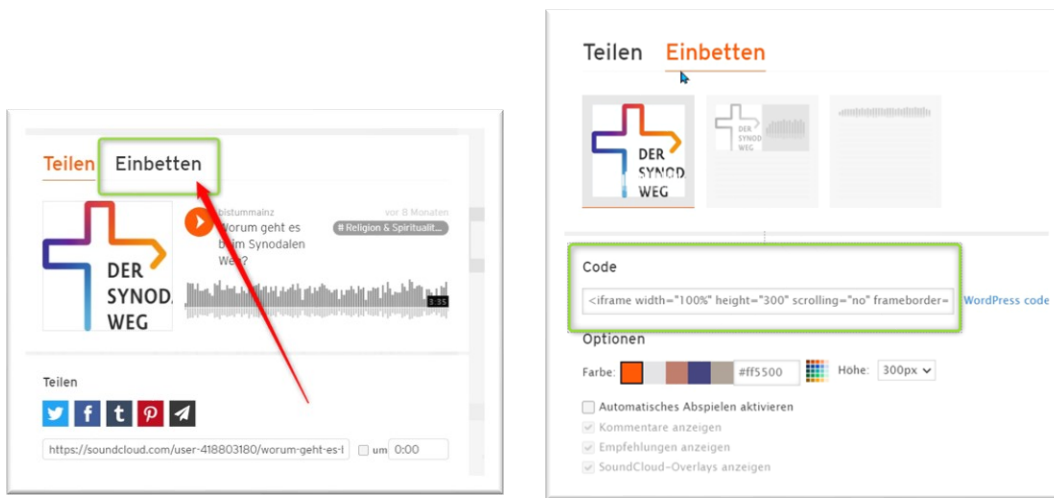 Teilen Einbetten
DER
SYNOD
WEG
bistummainz
vor 8 Monaten
Worum geht es
beim Synodalen
Weg?
# Religion & Spiritualit...
3:35
Teilen
https://soundcloud.com/user-418803180/worum-geht-es-l
um 0:00
Teilen Einbetten
DER
SYNOD
WEG
DER
SYNOD
WEG
Code
<iframe width="100%" height="300" scrolling="no" frameborder=
WordPress code
Optionen
Farbe: #ff5500 Höhe: 300px
Automatisches Abspielen aktivieren
Kommentare anzeigen
Empfehlungen anzeigen
SoundCloud-Overlays anzeigen